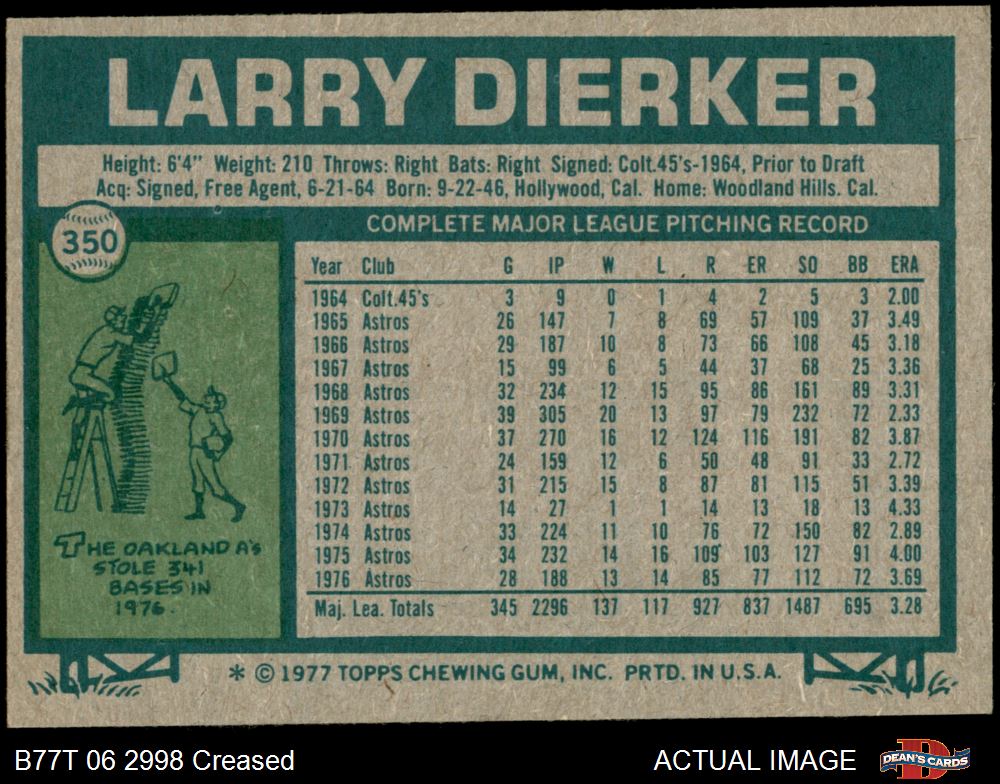 LARRY DIERKER
Height: 6'4" Weight: 210 Throws: Right Bats: Right Signed: Colt.45's-1964, Prior to Draft
Acq: Signed, Free Agent, 6-21-64 Born: 9-22-46, Hollywood, Cal. Home: Woodland Hills. Cal.
350
COMPLETE MAJOR LEAGUE PITCHING RECORD
Year Club G IP W L R ER SO BB ERA
1964 Colt.45's 3 9 0 1 4 2 5 3 2.00
1965 Astros 26 147 7 8 69 57 109 37 3.49
1966 Astros 29 187 10 8 73 66 108 45 3.18
1967 Astros 15 99 6 5 44 37 68 25 3.36
1968 Astros 32 234 12 15 95 86 161 89 3.31
1969 Astros 39 305 20 13 97 79 232 72 2.33
1970 Astros 37 270 16 12 124 116 191 82 3.87
1971 Astros 24 159 12 6 50 48 91 33 2.72
1972 Astros 31 215 15 8 87 81 115 51 3.39
1973 Astros 14 27 1 1 14 13 18 13 4.33
1974 Astros 33 224 11 10 76 72 150 82 2.89
1975 Astros 34 232 14 16 109 103 127 91 4.00
1976 Astros 28 188 13 14 85 77 112 72 3.69
Maj. Lea. Totals 345 2296 137 117 927 837 1487 695 3.28
THE OAKLAND A'S
STOLE 341
BASES IN
1976.
* © 1977 TOPPS CHEWING GUM, INC. PRTD. IN U.S.A.
B77T 06 2998 Creased
ACTUAL IMAGE
D
DEAN'S CARDS